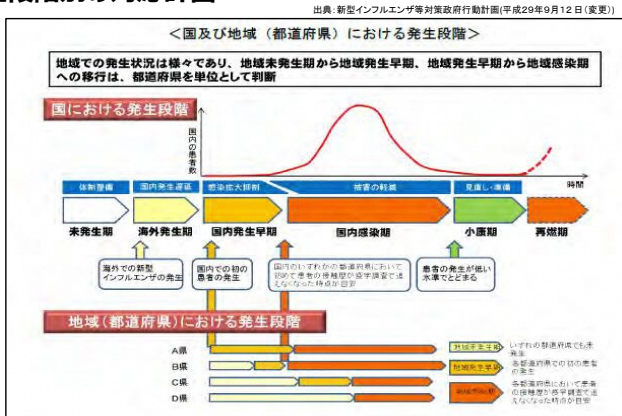 出典:新型インフルエンザ等対策政府行動計画(平成29年9月12日(変更))
<国及び地域(都道府県)における発生段階>
地域での発生状況は様々であり、地域未発生期から地域発生早期、地域発生早期から地域感染期
への移行は、都道府県を単位として判断
国における発生段階
国内の患者数
時間
体制整備
国内発生遅延
感染拡大抑制
被害の軽減
見直し・準備
未発生期
海外発生期
国内発生早期
国内感染期
小康期
再燃期
海外での新型
インフルエンザの発生
国内での初の
患者の発生
国内のいずれかの都道府県において
初めて患者の接触歴が疫学調査で追
えなくなった時点が目安
患者の発生が低い
水準でとどまる
地域(都道府県)における発生段階
A県
B県
C県
D県
地域未発生期
いずれの都道府県でも未
発生
地域発生早期
各都道府県での初の患者
の発生
地域感染期
各都道府県において患者
の接触歴が疫学調査で追
えなくなった時点が目安